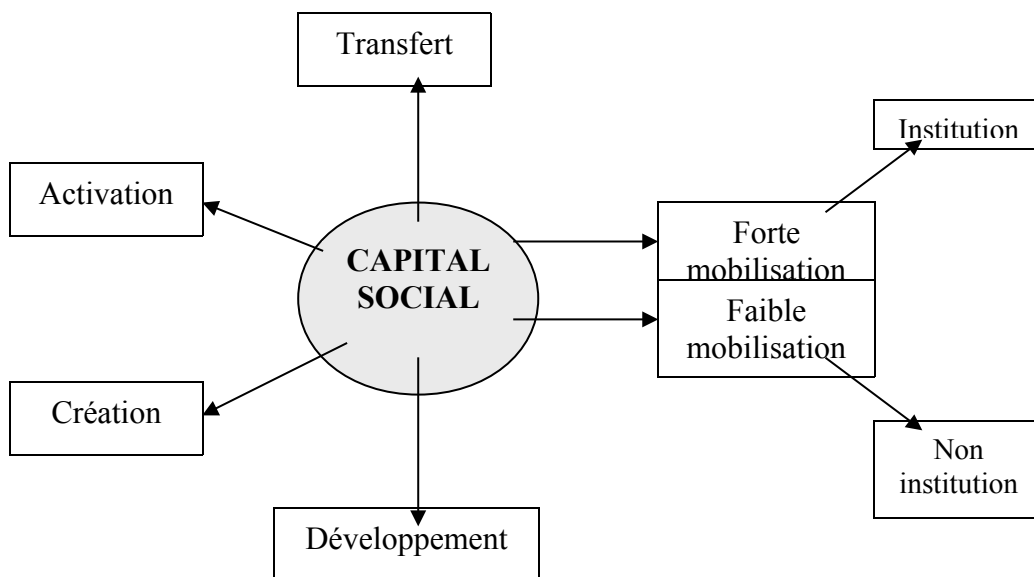 Transfert
Institution
Activation
CAPITAL
SOCIAL
Forte
mobilisation
Faible
mobilisation
Création
Non
institution
Développement